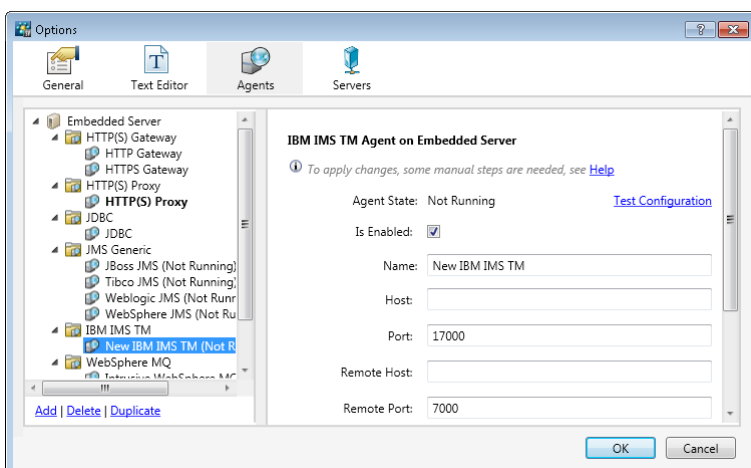 Options
General Text Editor Agents Servers
Embedded Server
HTTP(S) Gateway
HTTP Gateway
HTTPS Gateway
HTTP(S) Proxy
HTTP(S) Proxy
JDBC
JDBC
JMS Generic
JBoss JMS (Not Running)
Tibco JMS (Not Running)
Weblogic JMS (Not Runr
WebSphere JMS (Not Ru
IBM IMS TM
New IBM IMS TM (Not R
WebSphere MQ
Intrusive WebSphere MC
Add | Delete | Duplicate
IBM IMS TM Agent on Embedded Server
To apply changes, some manual steps are needed, see Help
Agent State: Not Running Test Configuration
Is Enabled:
Name: New IBM IMS TM
Host:
Port: 17000
Remote Host:
Remote Port: 7000
OK Cancel